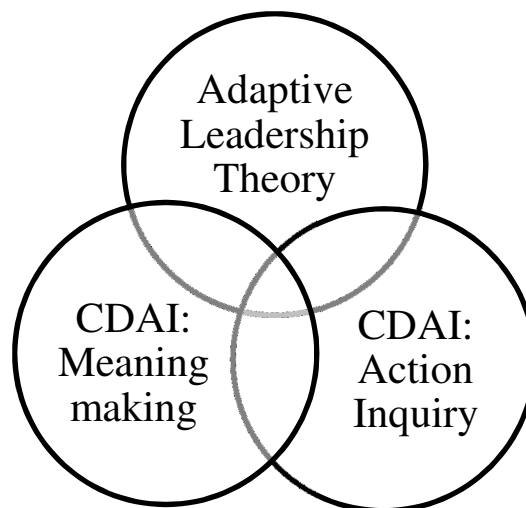 Adaptive
Leadership
Theory
CDAI:
Meaning
making
CDAI:
Action
Inquiry